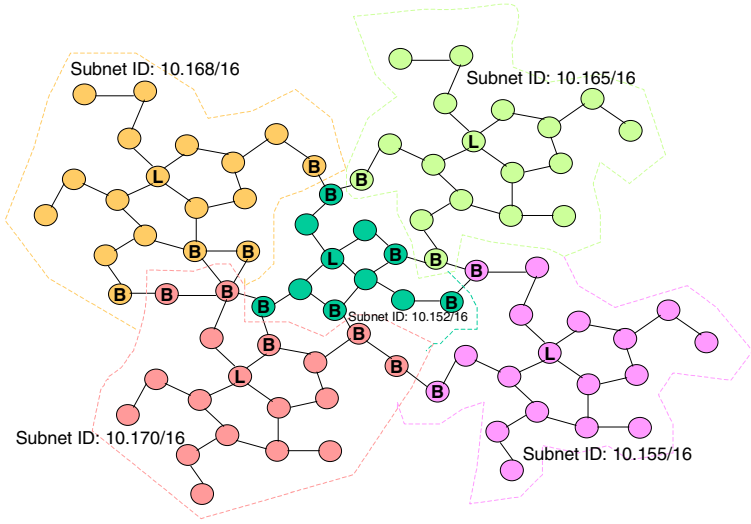 Subnet ID: 10.168/16
Subnet ID: 10.165/16
L
L
B
B
B
B
B
L
B
B
B
B
B
B
B
B
B
B
Subnet ID: 10.152/16
B
B
L
B
L
B
Subnet ID: 10.170/16
Subnet ID: 10.155/16